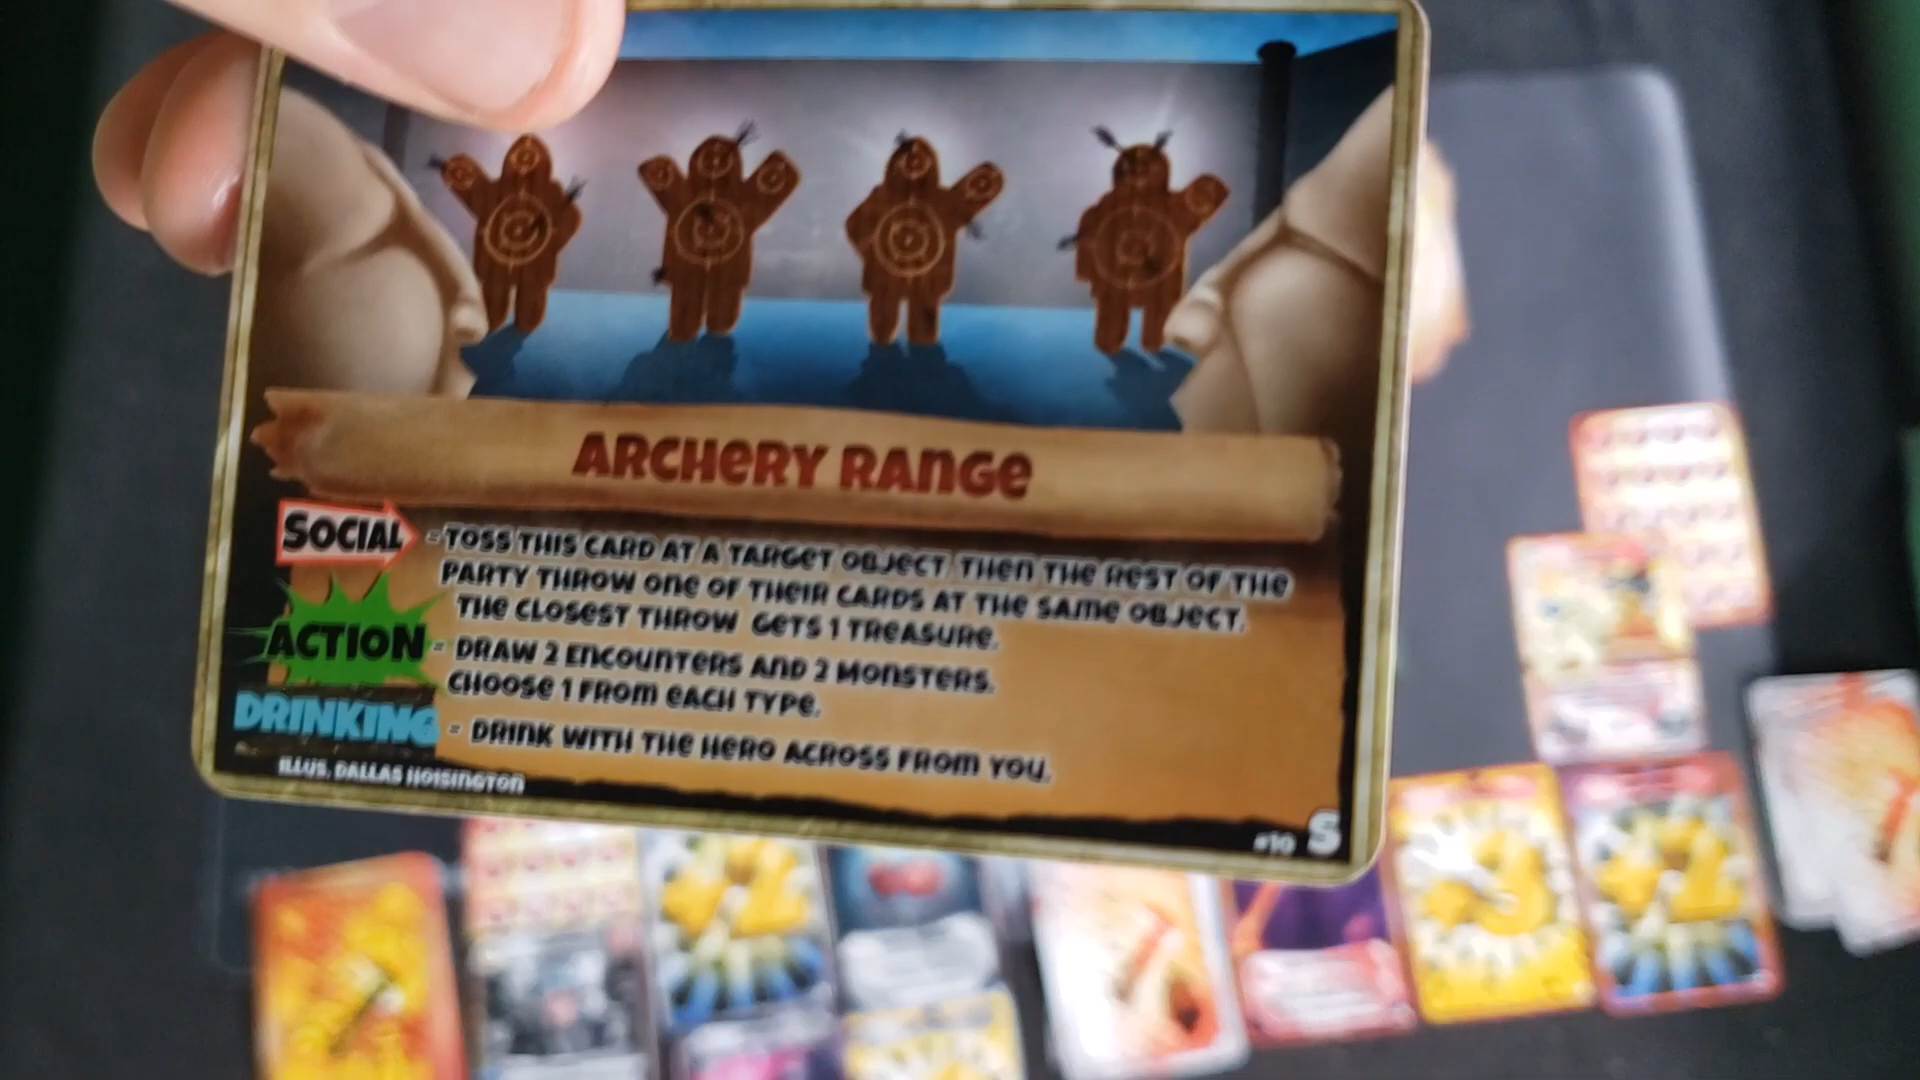 ARCHERY RANGE
SOCIAL - TOSS THIS CARD AT A TARGET OBJECT. THEN THE REST OF THE
PARTY THROW ONE OF THEIR CARDS AT THE SAME OBJECT.
THE CLOSEST THROW GETS 1 TREASURE.
ACTION - DRAW 2 ENCOUNTERS AND 2 MONSTERS.
CHOOSE 1 FROM EACH TYPE.
DRINKING - DRINK WITH THE HERO ACROSS FROM YOU.
ILLUS. DALLAS HOISINGTON
#10 S
3